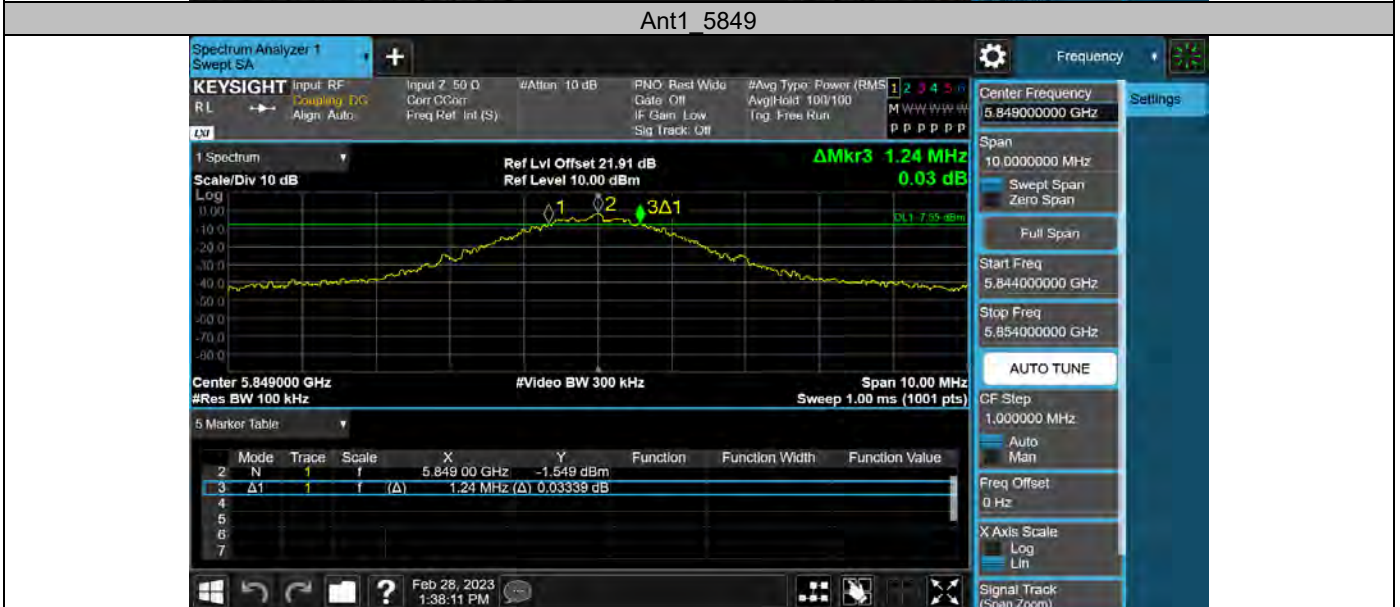 Ant1_5849
Spectrum Analyzer 1
Swept SA
+
Frequency
KEYSIGHT
RL
LXI
Input: RF
Coupling: DC
Align: Auto
Input Z: 50 Ω
Corr CCorr
Freq Ref: Int (S)
#Atten: 10 dB
PNO: Best Wide
Gate: Off
IF Gain: Low
Sig Track: Off
#Avg Type: Power (RMS
Avg|Hold: 100/100
Trig: Free Run
1 2 3 4 5 6
M W W W W W
P P P P P P
Center Frequency
5.849000000 GHz
Settings
Span
10.0000000 MHz
Swept Span
Zero Span
Full Span
Start Freq
5.844000000 GHz
Stop Freq
5.854000000 GHz
AUTO TUNE
CF Step
1.000000 MHz
Auto
Man
Freq Offset
0 Hz
X Axis Scale
Log
Lin
Signal Track
(Span Zoom)
1 Spectrum
Scale/Div 10 dB
Ref Lvl Offset 21.91 dB
Ref Level 10.00 dBm
ΔMkr3 1.24 MHz
0.03 dB
Log
0.00
-10.0
-20.0
-30.0
-40.0
-50.0
-60.0
-70.0
-80.0
1
2
3Δ1
DL1 -7.55 dBm
Center 5.849000 GHz
#Res BW 100 kHz
#Video BW 300 kHz
Span 10.00 MHz
Sweep 1.00 ms (1001 pts)
5 Marker Table
Mode Trace Scale X Y Function Function Width Function Value
2 N 1 f 5.849 00 GHz -1.549 dBm
3 Δ1 1 f (Δ) 1.24 MHz (Δ) 0.03339 dB
4
5
6
7
?
Feb 28, 2023
1:38:11 PM